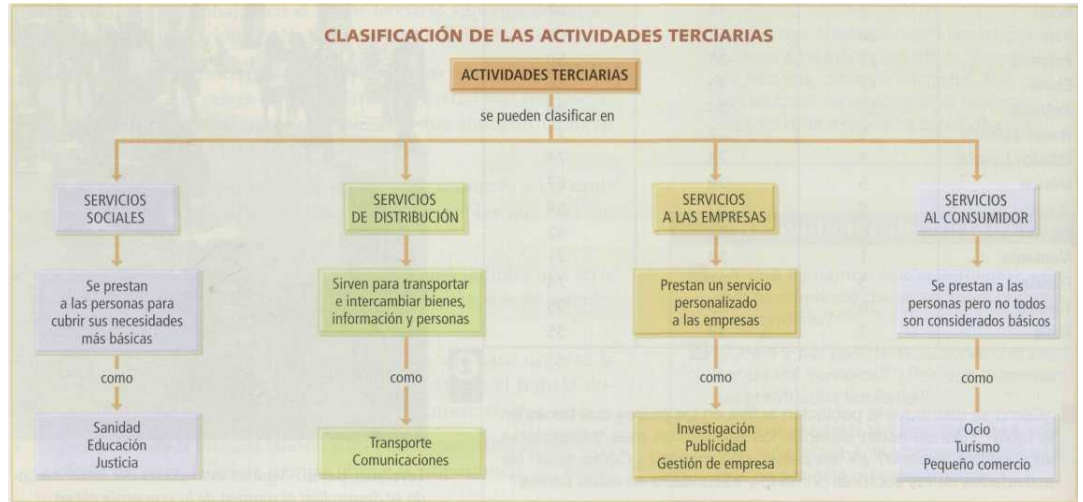 CLASIFICACIÓN DE LAS ACTIVIDADES TERCIARIAS
ACTIVIDADES TERCIARIAS
se pueden clasificar en
SERVICIOS
SOCIALES
Se prestan
a las personas para
cubrir sus necesidades
más básicas
como
Sanidad
Educación
Justicia
SERVICIOS
DE DISTRIBUCIÓN
Sirven para transportar
e intercambiar bienes,
información y personas
como
Transporte
Comunicaciones
SERVICIOS
A LAS EMPRESAS
Prestan un servicio
personalizado
a las empresas
como
Investigación
Publicidad
Gestión de empresa
SERVICIOS
AL CONSUMIDOR
Se prestan a las
personas pero no todos
son considerados básicos
como
Ocio
Turismo
Pequeño comercio